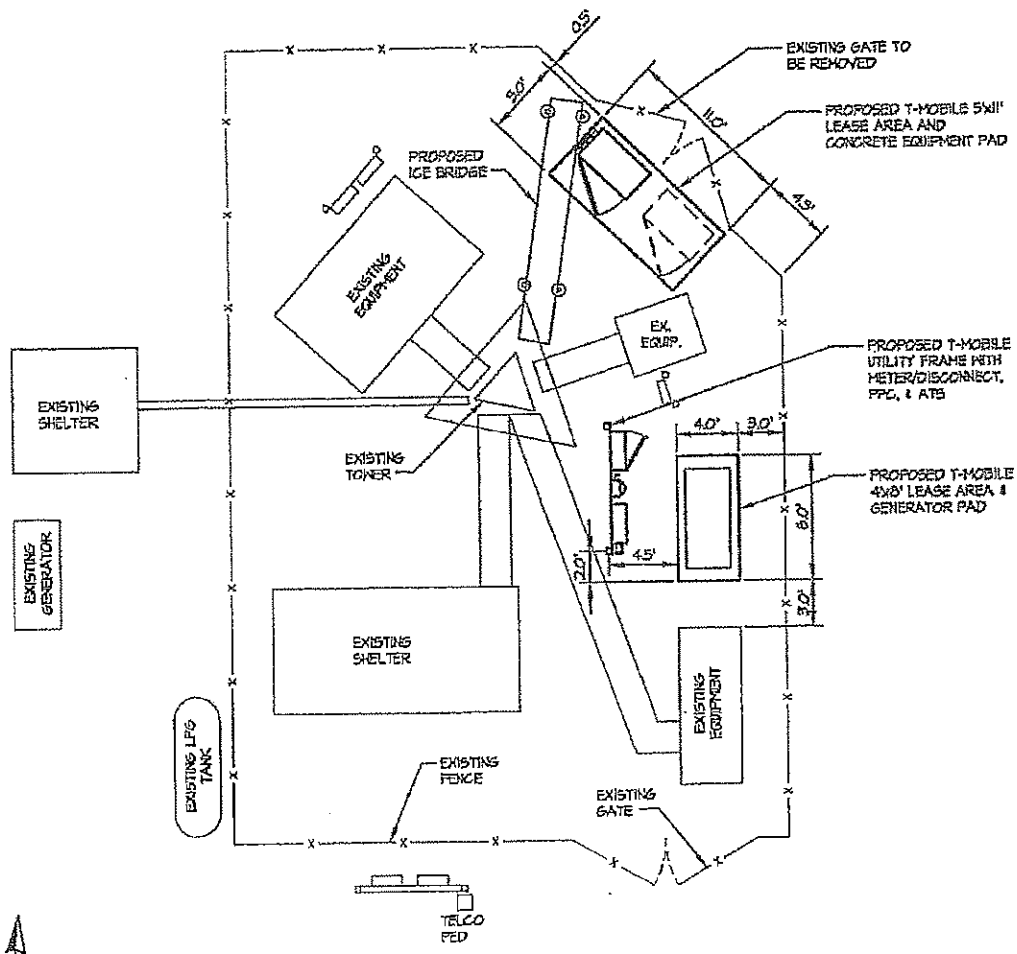 0.5'
5.0'
EXISTING GATE TO
BE REMOVED
11.0'
PROPOSED T-MOBILE 5'x11'
LEASE AREA AND
CONCRETE EQUIPMENT PAD
PROPOSED
ICE BRIDGE
4.3'
EXISTING
EQUIPMENT
EX.
EQUIP.
PROPOSED T-MOBILE
UTILITY FRAME WITH
METER/DISCONNECT,
PPC, & ATS
EXISTING
SHELTER
EXISTING
TOWER
4.0'
3.0'
PROPOSED T-MOBILE
4'x8' LEASE AREA &
GENERATOR PAD
8.0'
4.5'
2.0'
3.0'
EXISTING
GENERATOR
EXISTING
SHELTER
EXISTING
EQUIPMENT
EXISTING LPG
TANK
EXISTING
FENCE
EXISTING
GATE
TELCO
PED